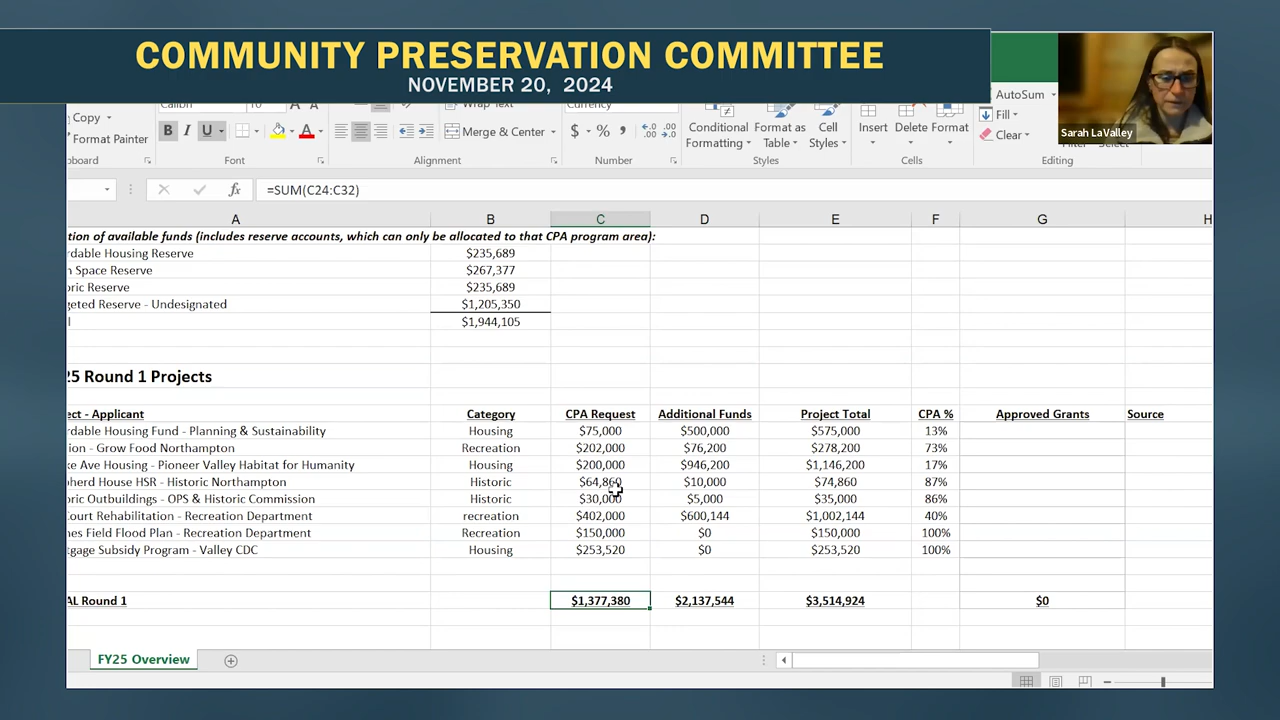 COMMUNITY PRESERVATION COMMITTEE
NOVEMBER 20, 2024
Sarah LaValley
Calibri 10 A A Wrap Text Currency AutoSum
Copy Format Painter
B I U A Merge & Center $ % , Conditional Formatting Format as Table Cell Styles Insert Delete Format Fill Clear
Font Alignment Number Styles Cells Editing
fx =SUM(C24:C32)
A B C D E F G H
tion of available funds (includes reserve accounts, which can only be allocated to that CPA program area):
rdable Housing Reserve $235,689
n Space Reserve $267,377
oric Reserve $235,689
geted Reserve - Undesignated $1,205,350
$1,944,105
25 Round 1 Projects
ect - Applicant Category CPA Request Additional Funds Project Total CPA % Approved Grants Source
rdable Housing Fund - Planning & Sustainability Housing $75,000 $500,000 $575,000 13%
ion - Grow Food Northampton Recreation $202,000 $76,200 $278,200 73%
ke Ave Housing - Pioneer Valley Habitat for Humanity Housing $200,000 $946,200 $1,146,200 17%
pherd House HSR - Historic Northampton Historic $64,860 $10,000 $74,860 87%
oric Outbuildings - OPS & Historic Commission Historic $30,000 $5,000 $35,000 86%
Court Rehabilitation - Recreation Department recreation $402,000 $600,144 $1,002,144 40%
nes Field Flood Plan - Recreation Department Recreation $150,000 $0 $150,000 100%
tgage Subsidy Program - Valley CDC Housing $253,520 $0 $253,520 100%
AL Round 1 $1,377,380 $2,137,544 $3,514,924 $0
FY25 Overview